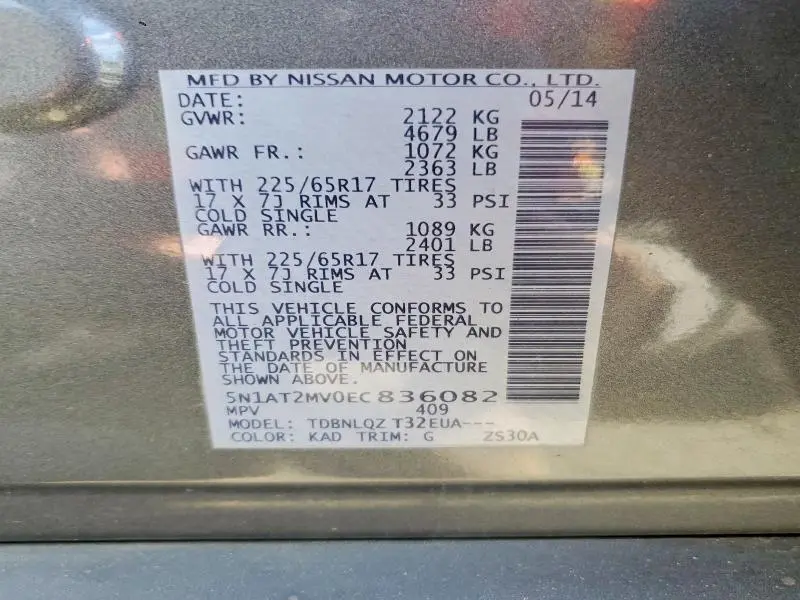 MFD BY NISSAN MOTOR CO., LTD.
DATE: 05/14
GVWR: 2122 KG
4679 LB
GAWR FR.: 1072 KG
2363 LB
WITH 225/65R17 TIRES
17 X 7J RIMS AT 33 PSI
COLD SINGLE
GAWR RR.: 1089 KG
2401 LB
WITH 225/65R17 TIRES
17 X 7J RIMS AT 33 PSI
COLD SINGLE
THIS VEHICLE CONFORMS TO
ALL APPLICABLE FEDERAL
MOTOR VEHICLE SAFETY AND
THEFT PREVENTION
STANDARDS IN EFFECT ON
THE DATE OF MANUFACTURE
SHOWN ABOVE.
5N1AT2MV0EC836082
MPV 409
MODEL: TDBNLQZ T32EUA---
COLOR: KAD TRIM: G ZS30A